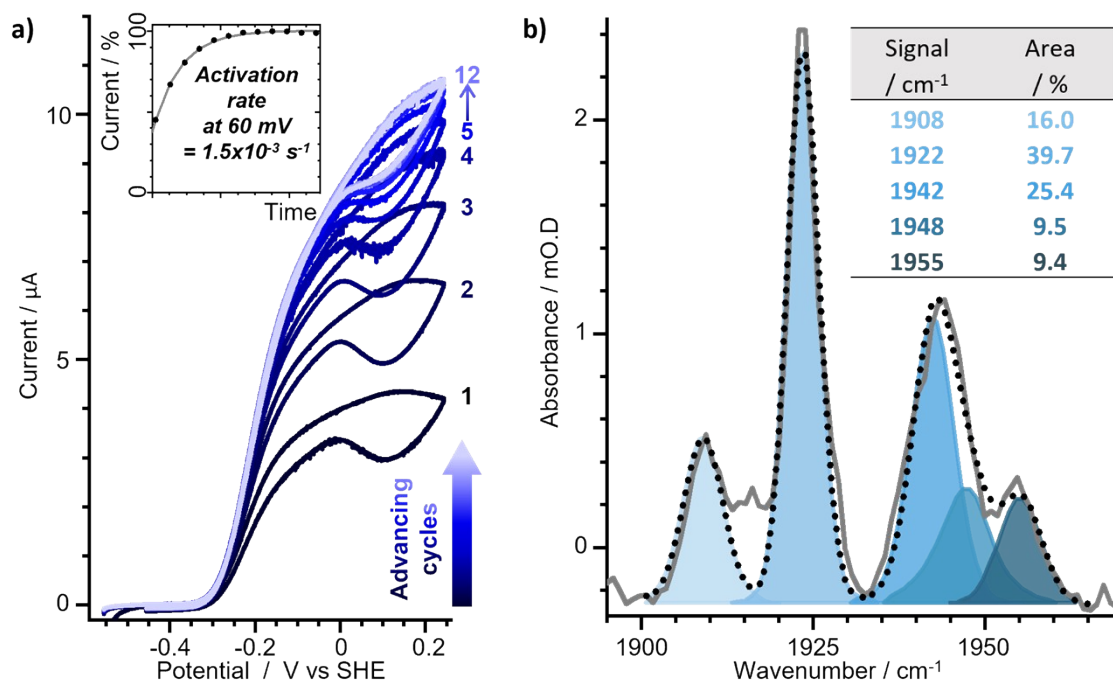 a)
Current / %
100
0
Activation
rate
at 60 mV
= 1.5x10⁻³ s⁻¹
Time
12
5
4
3
2
1
Advancing
cycles
Current / µA
10
5
0
-0.4
-0.2
0
0.2
Potential / V vs SHE
b)
Absorbance / mO.D
2
1
0
1900
1925
1950
Wavenumber / cm⁻¹
Signal Area
/ cm⁻¹ / %
1908 16.0
1922 39.7
1942 25.4
1948 9.5
1955 9.4